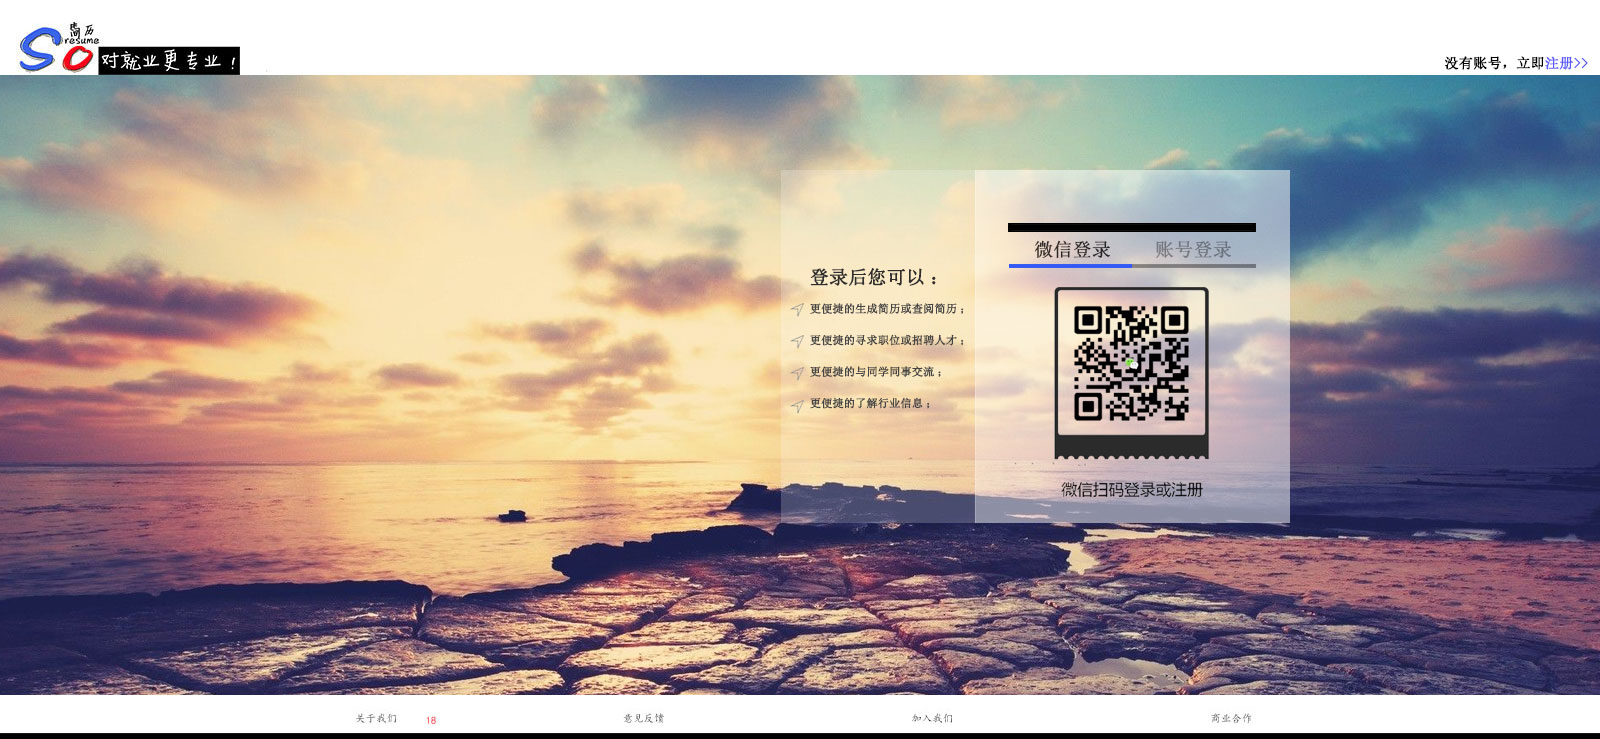 简历
resume
So
对就业更专业！
没有账号，立即注册>>
微信登录
账号登录
登录后您可以：
更便捷的生成简历或查阅简历；
更便捷的寻求职位或招聘人才；
更便捷的与同学同事交流；
更便捷的了解行业信息；
微信扫码登录或注册
关于我们
18
意见反馈
加入我们
商业合作